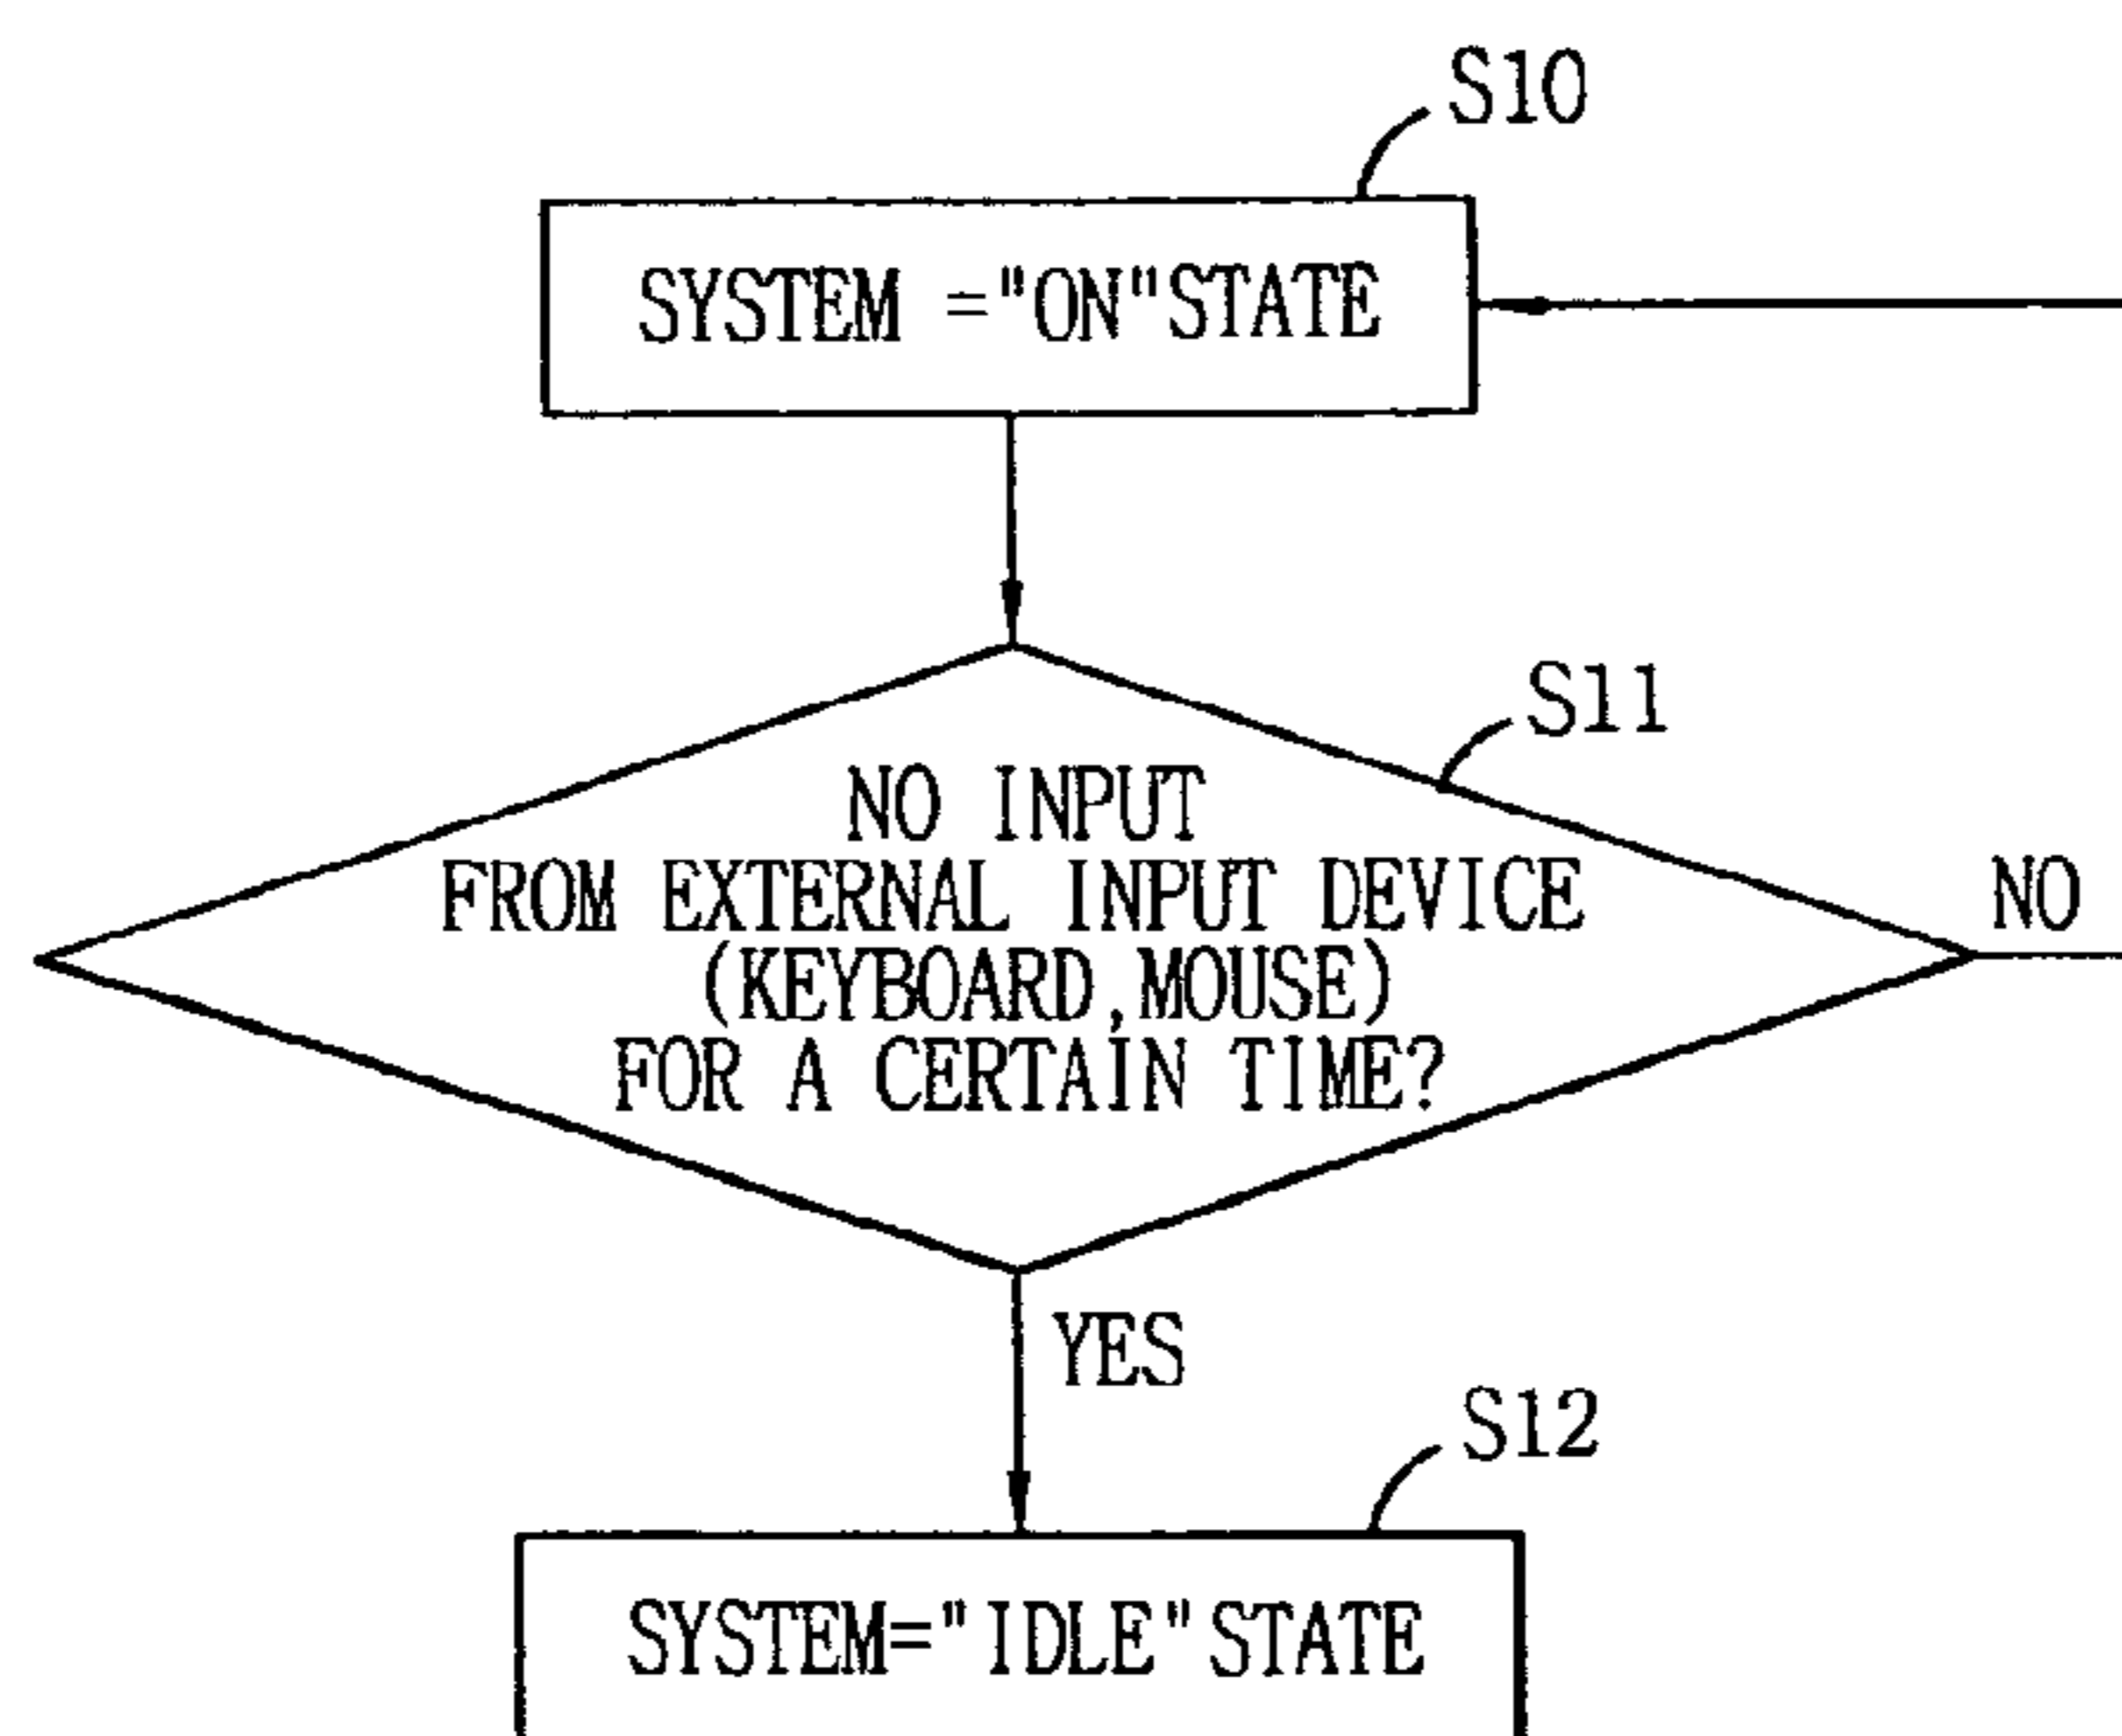 S10
SYSTEM ="ON"STATE
S11
NO INPUT
FROM EXTERNAL INPUT DEVICE
(KEYBOARD,MOUSE)
FOR A CERTAIN TIME?
NO
YES
S12
SYSTEM="IDLE"STATE